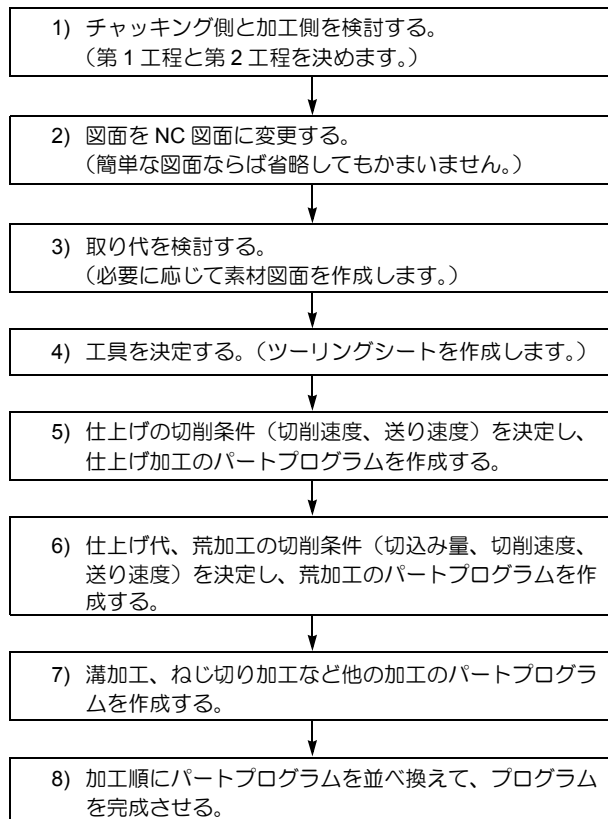 1) チャッキング側と加工側を検討する。
（第 1 工程と第 2 工程を決めます。）
2) 図面を NC 図面に変更する。
（簡単な図面ならば省略してもかまいません。）
3) 取り代を検討する。
（必要に応じて素材図面を作成します。）
4) 工具を決定する。（ツーリングシートを作成します。）
5) 仕上げの切削条件（切削速度、送り速度）を決定し、
仕上げ加工のパートプログラムを作成する。
6) 仕上げ代、荒加工の切削条件（切込み量、切削速度、
送り速度）を決定し、荒加工のパートプログラムを作
成する。
7) 溝加工、ねじ切り加工など他の加工のパートプログラ
ムを作成する。
8) 加工順にパートプログラムを並べ換えて、プログラム
を完成させる。